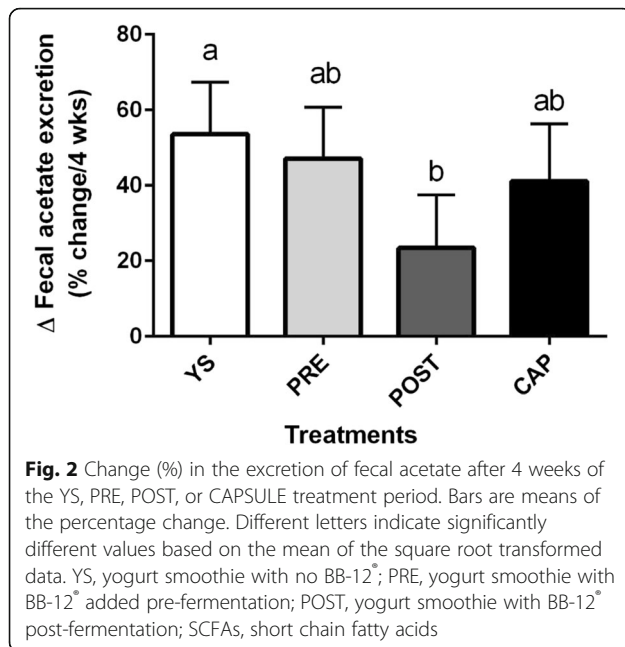 Δ Fecal acetate excretion
(% change/4 wks)
80
60
40
20
0
a
ab
b
ab
YS
PRE
POST
CAP
Treatments
Fig. 2 Change (%) in the excretion of fecal acetate after 4 weeks of
the YS, PRE, POST, or CAPSULE treatment period. Bars are means of
the percentage change. Different letters indicate significantly
different values based on the mean of the square root transformed
data. YS, yogurt smoothie with no BB-12®; PRE, yogurt smoothie with
BB-12® added pre-fermentation; POST, yogurt smoothie with BB-12®
post-fermentation; SCFAs, short chain fatty acids